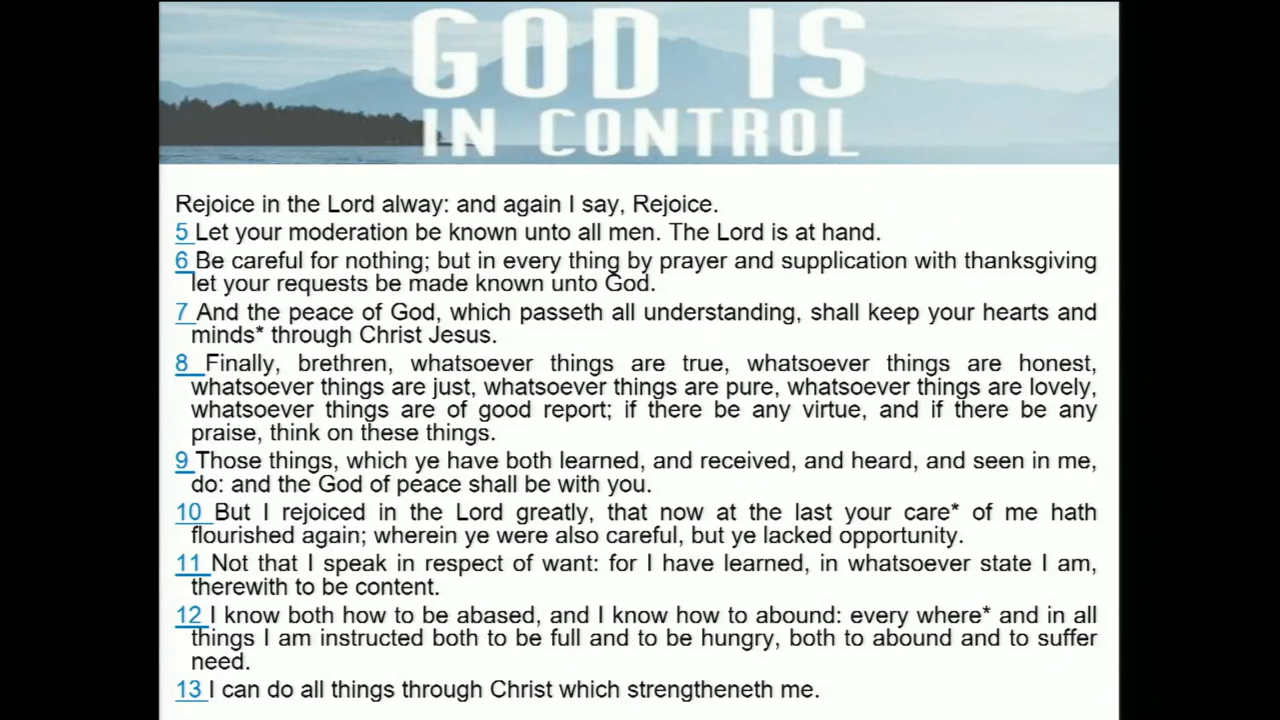 GOD IS
IN CONTROL
Rejoice in the Lord alway: and again I say, Rejoice.
5 Let your moderation be known unto all men. The Lord is at hand.
6 Be careful for nothing; but in every thing by prayer and supplication with thanksgiving
let your requests be made known unto God.
7 And the peace of God, which passeth all understanding, shall keep your hearts and
minds* through Christ Jesus.
8 Finally, brethren, whatsoever things are true, whatsoever things are honest,
whatsoever things are just, whatsoever things are pure, whatsoever things are lovely,
whatsoever things are of good report; if there be any virtue, and if there be any
praise, think on these things.
9 Those things, which ye have both learned, and received, and heard, and seen in me,
do: and the God of peace shall be with you.
10 But I rejoiced in the Lord greatly, that now at the last your care* of me hath
flourished again; wherein ye were also careful, but ye lacked opportunity.
11 Not that I speak in respect of want: for I have learned, in whatsoever state I am,
therewith to be content.
12 I know both how to be abased, and I know how to abound: every where* and in all
things I am instructed both to be full and to be hungry, both to abound and to suffer
need.
13 I can do all things through Christ which strengtheneth me.